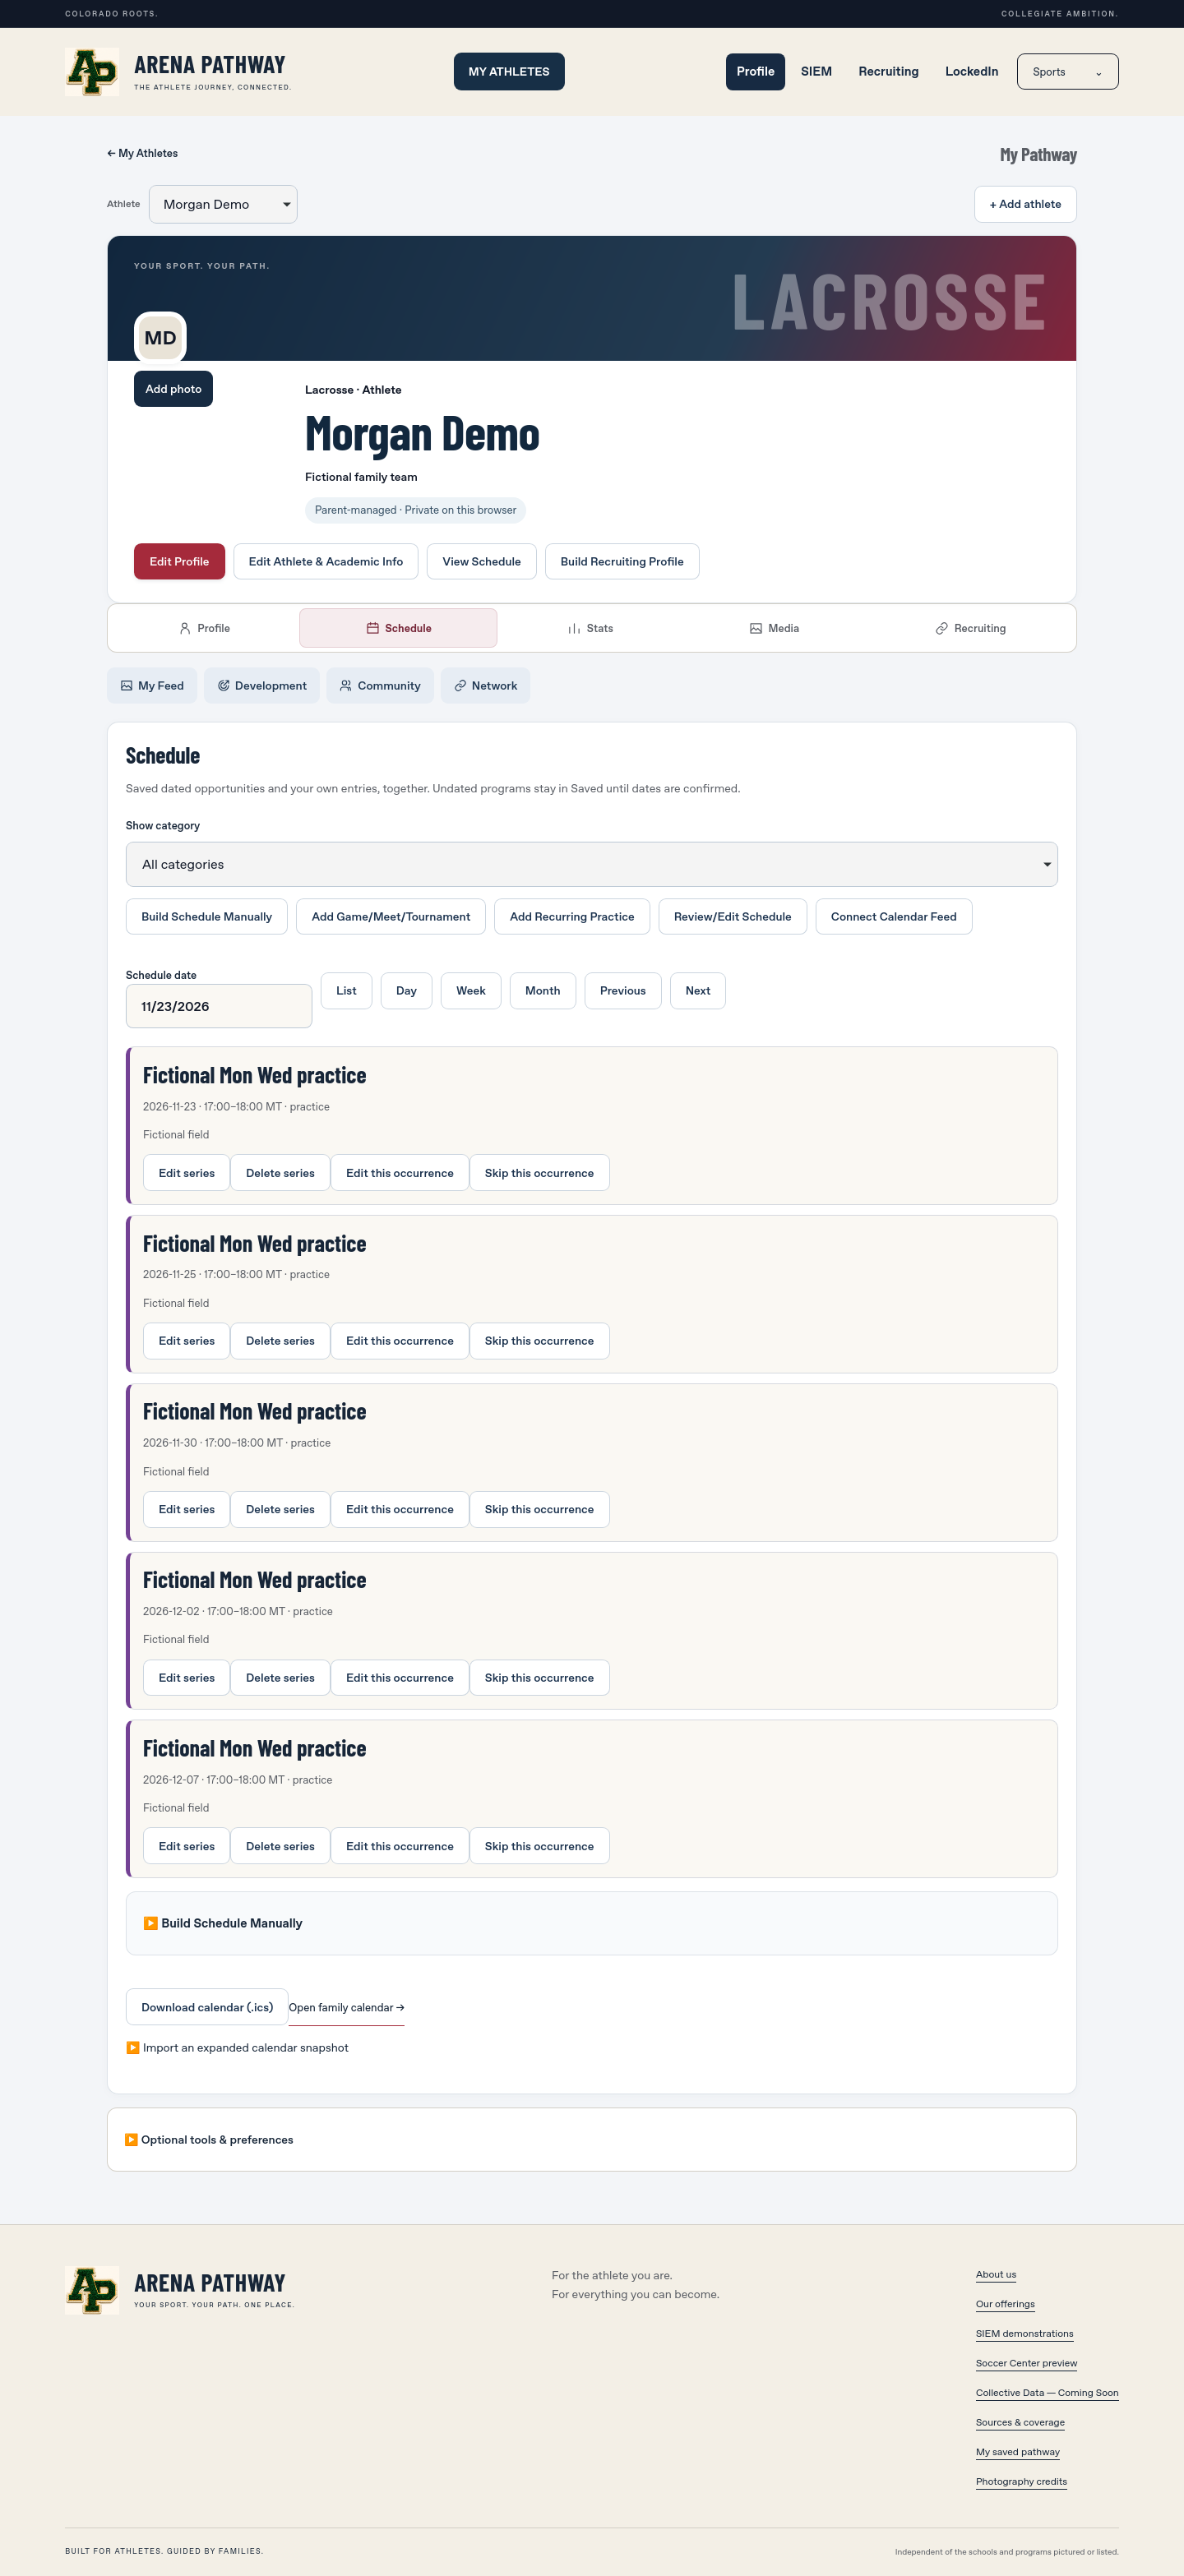 COLORADO ROOTS.
COLLEGIATE AMBITION.
AP
ARENA PATHWAY
THE ATHLETE JOURNEY, CONNECTED.
MY ATHLETES
Profile
SIEM
Recruiting
LockedIn
Sports
← My Athletes
My Pathway
Athlete
Morgan Demo
+ Add athlete
YOUR SPORT. YOUR PATH.
LACROSSE
MD
Add photo
Lacrosse · Athlete
Morgan Demo
Fictional family team
Parent-managed · Private on this browser
Edit Profile
Edit Athlete & Academic Info
View Schedule
Build Recruiting Profile
Profile
Schedule
Stats
Media
Recruiting
My Feed
Development
Community
Network
Schedule
Saved dated opportunities and your own entries, together. Undated programs stay in Saved until dates are confirmed.
Show category
All categories
Build Schedule Manually
Add Game/Meet/Tournament
Add Recurring Practice
Review/Edit Schedule
Connect Calendar Feed
Schedule date
11/23/2026
List
Day
Week
Month
Previous
Next
Fictional Mon Wed practice
2026-11-23 · 17:00–18:00 MT · practice
Fictional field
Edit series
Delete series
Edit this occurrence
Skip this occurrence
Fictional Mon Wed practice
2026-11-25 · 17:00–18:00 MT · practice
Fictional field
Edit series
Delete series
Edit this occurrence
Skip this occurrence
Fictional Mon Wed practice
2026-11-30 · 17:00–18:00 MT · practice
Fictional field
Edit series
Delete series
Edit this occurrence
Skip this occurrence
Fictional Mon Wed practice
2026-12-02 · 17:00–18:00 MT · practice
Fictional field
Edit series
Delete series
Edit this occurrence
Skip this occurrence
Fictional Mon Wed practice
2026-12-07 · 17:00–18:00 MT · practice
Fictional field
Edit series
Delete series
Edit this occurrence
Skip this occurrence
Build Schedule Manually
Download calendar (.ics)
Open family calendar →
Import an expanded calendar snapshot
Optional tools & preferences
AP
ARENA PATHWAY
YOUR SPORT. YOUR PATH. ONE PLACE.
For the athlete you are.
For everything you can become.
About us
Our offerings
SIEM demonstrations
Soccer Center preview
Collective Data — Coming Soon
Sources & coverage
My saved pathway
Photography credits
BUILT FOR ATHLETES. GUIDED BY FAMILIES.
Independent of the schools and programs pictured or listed.